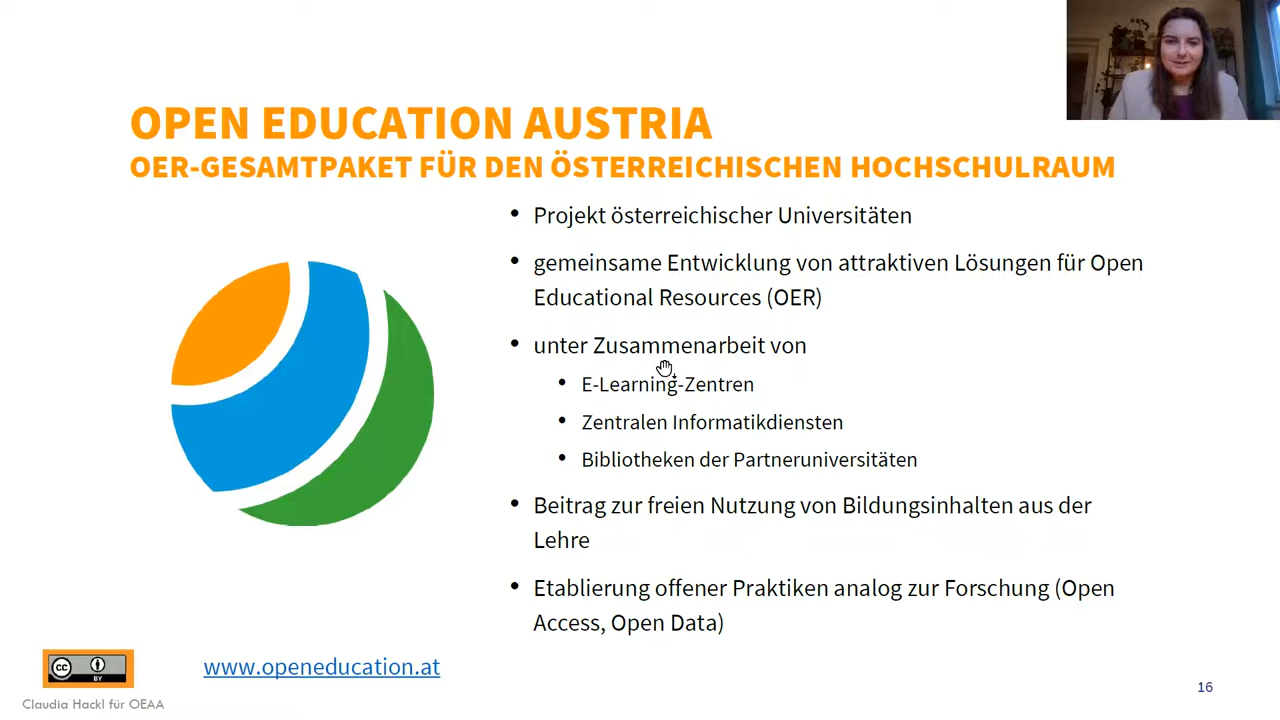 OPEN EDUCATION AUSTRIA
OER-GESAMTPAKET FÜR DEN ÖSTERREICHISCHEN HOCHSCHULRAUM
• Projekt österreichischer Universitäten
• gemeinsame Entwicklung von attraktiven Lösungen für Open
Educational Resources (OER)
• unter Zusammenarbeit von
• E-Learning-Zentren
• Zentralen Informatikdiensten
• Bibliotheken der Partneruniversitäten
• Beitrag zur freien Nutzung von Bildungsinhalten aus der
Lehre
• Etablierung offener Praktiken analog zur Forschung (Open
Access, Open Data)
cc BY
www.openeducation.at
Claudia Hackl für OEAA
16